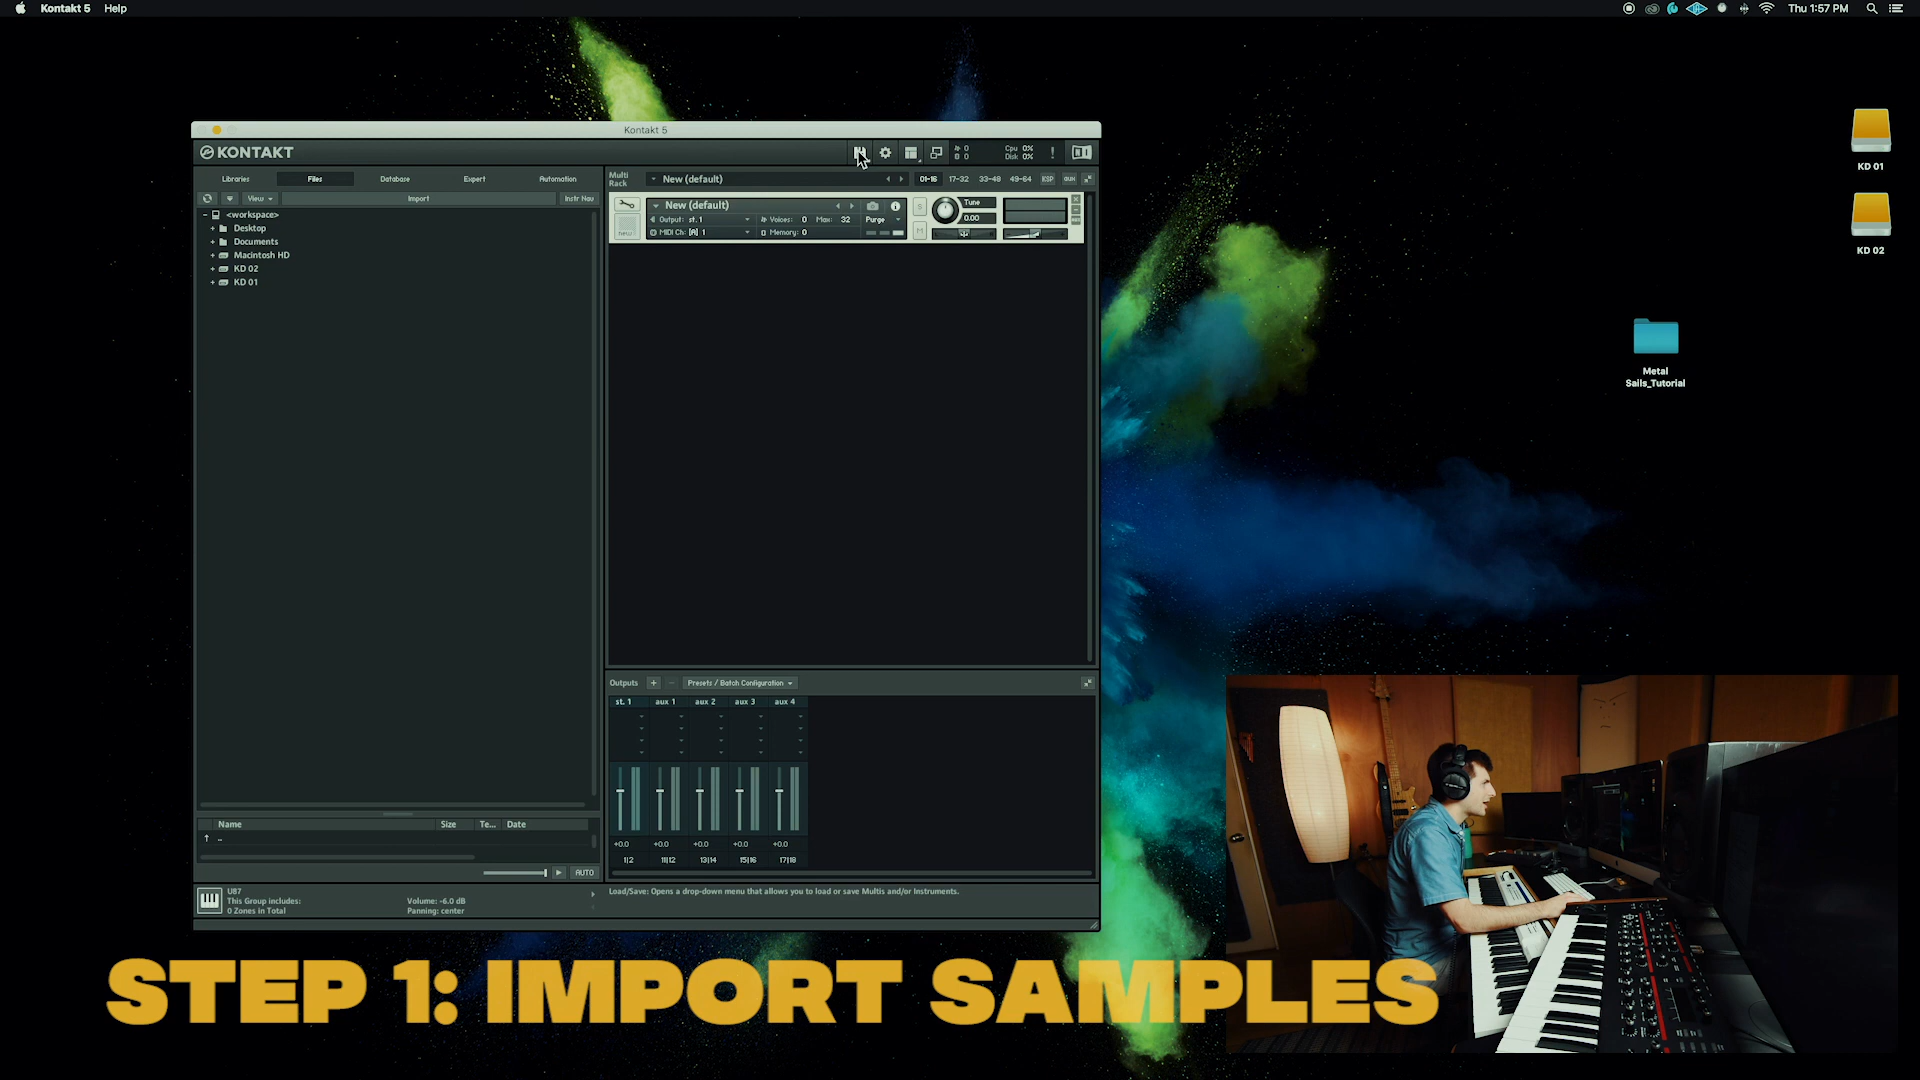 Kontakt 5 Help
Thu 1:57 PM
Kontakt 5
KONTAKT
0
0
Cpu 0%
Disk 0%
!
Libraries Files Database Expert Automation
Multi
Rack
New (default)
01-16 17-32 33-48 49-64 KSP aux
View Import Instr Nav
<workspace>
Desktop
Documents
Macintosh HD
KD 02
KD 01
New (default)
Output: st. 1 Voices: 0 Max: 32 Purge
MIDI Ch: [A] 1 Memory: 0
new
S
M
Tune
0.00
KD 01
KD 02
Metal
Sails_Tutorial
Outputs + - Presets / Batch Configuration
st. 1 aux 1 aux 2 aux 3 aux 4
+0.0 +0.0 +0.0 +0.0 +0.0
1|2 11|12 13|14 15|16 17|18
Name Size Te... Date
..
AUTO
U87
This Group includes:
0 Zones in Total
Volume: -6.0 dB
Panning: center
Load/Save: Opens a drop-down menu that allows you to load or save Multis and/or Instruments.
STEP 1: IMPORT SAMPLES